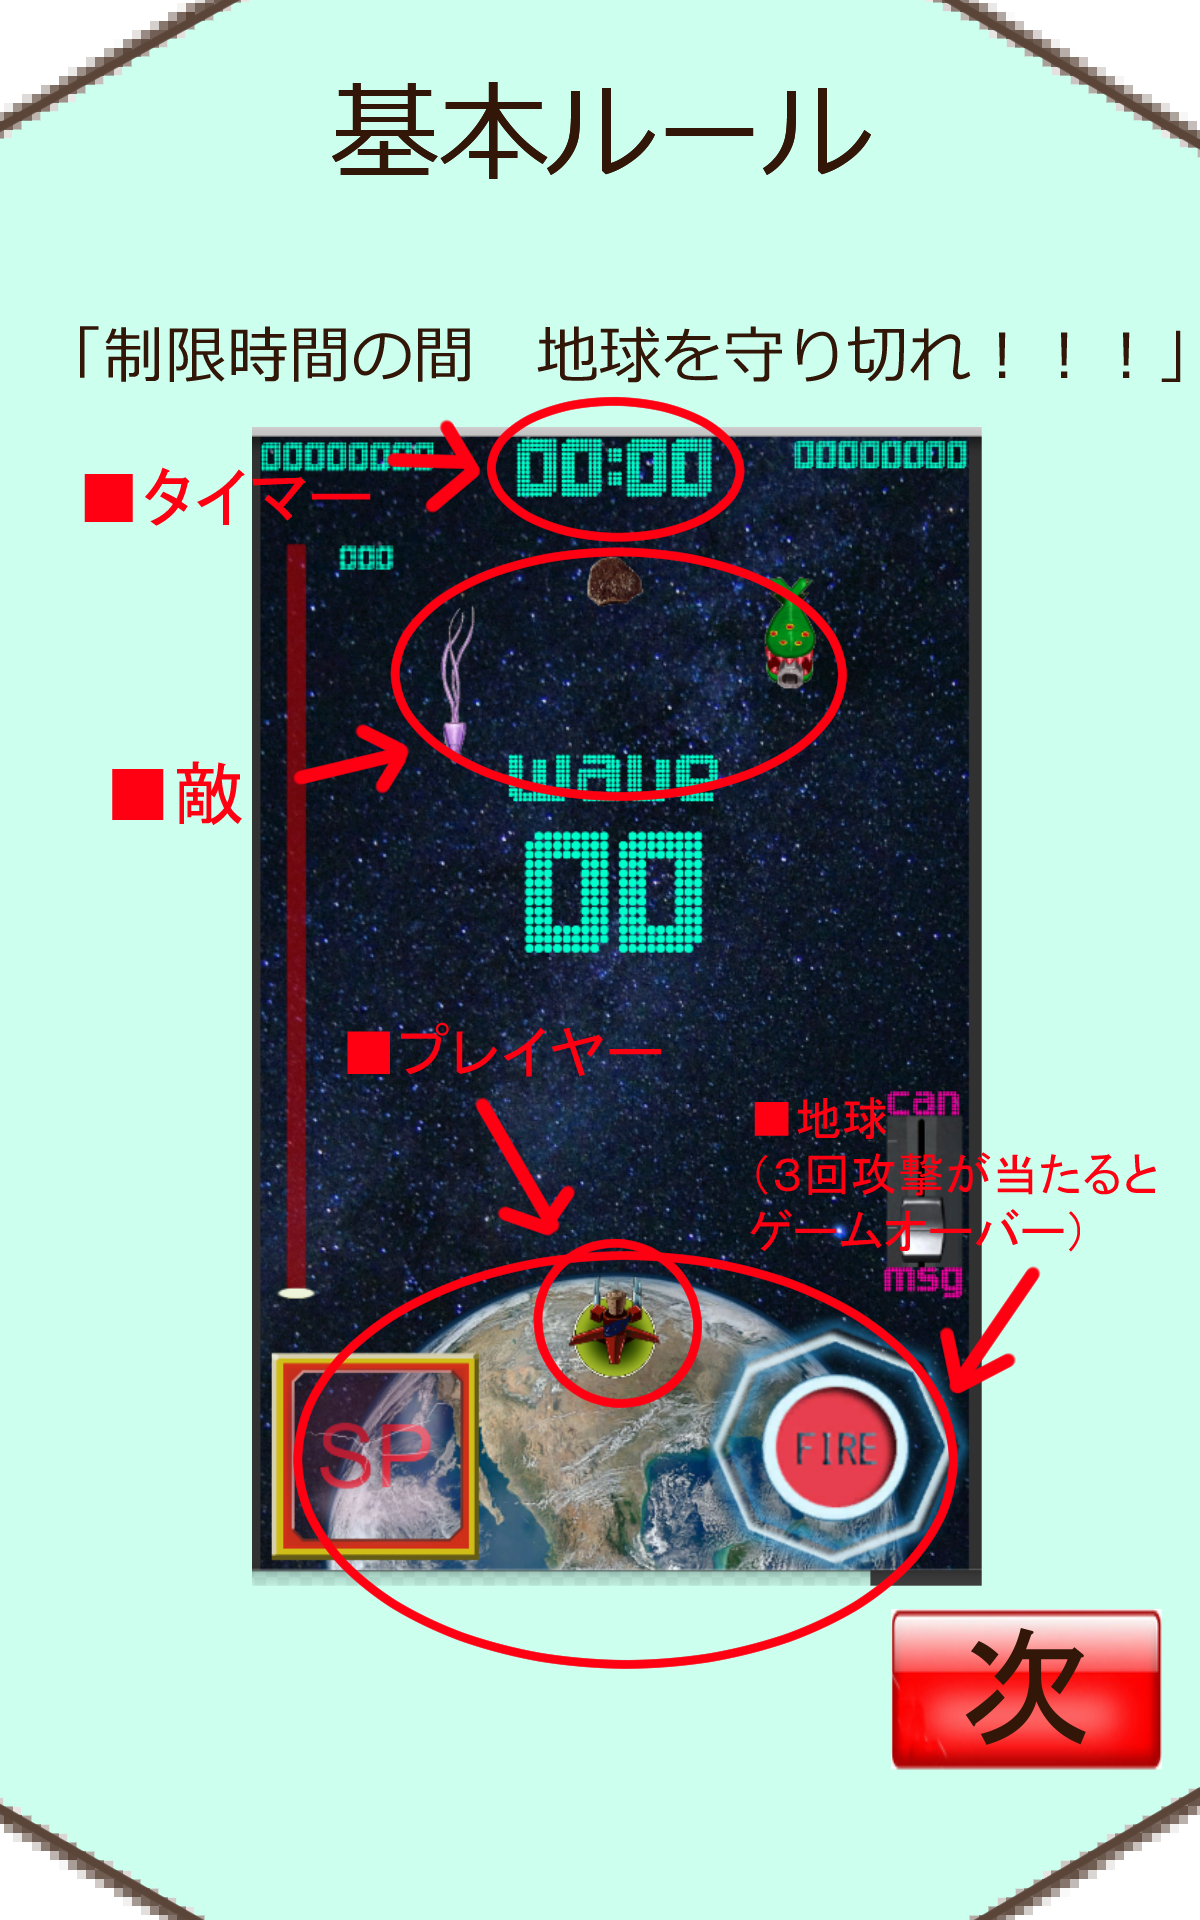 基本ルール
「制限時間の間　地球を守り切れ！！！」
00000000
00:00
00000000
■タイマー
000
■敵
wave
00
■プレイヤー
can
■地球
（３回攻撃が当たると
ゲームオーバー）
msg
SP
FIRE
次